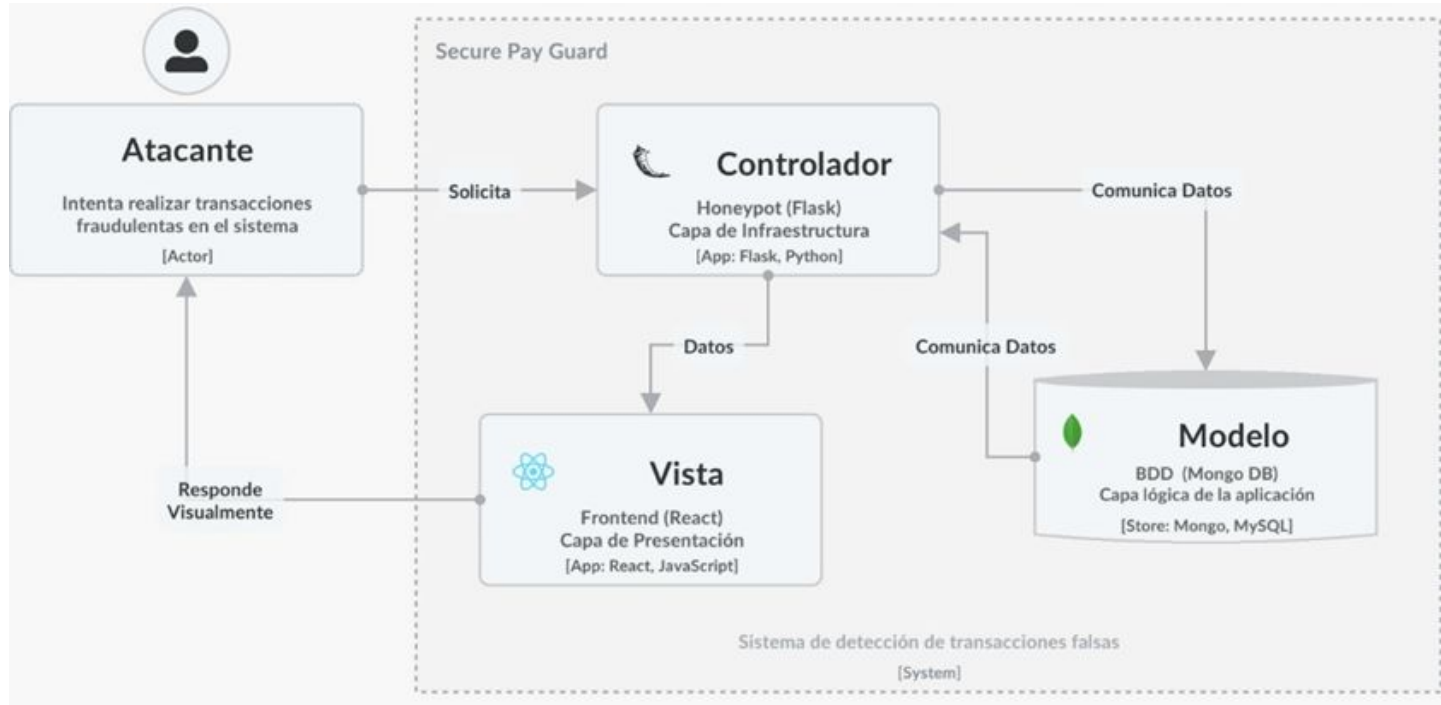 Secure Pay Guard
Atacante
Intenta realizar transacciones
fraudulentas en el sistema
[Actor]
Solicita
Controlador
Honeypot (Flask)
Capa de Infraestructura
[App: Flask, Python]
Comunica Datos
Datos
Comunica Datos
Modelo
BDD (Mongo DB)
Capa lógica de la aplicación
[Store: Mongo, MySQL]
Vista
Frontend (React)
Capa de Presentación
[App: React, JavaScript]
Responde
Visualmente
Sistema de detección de transacciones falsas
[System]